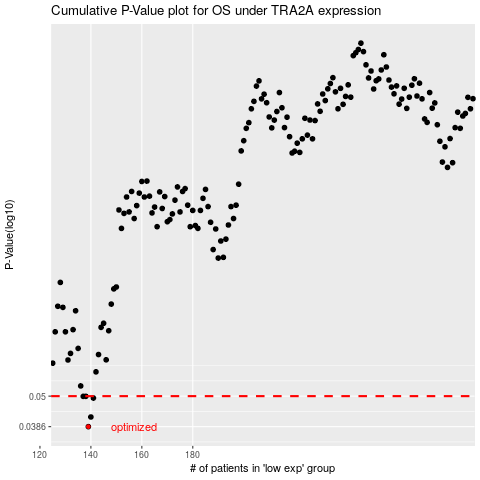 Cumulative P-Value plot for OS under TRA2A expression
P-Value(log10)
0.05
0.0386
optimized
120 140 160 180
# of patients in 'low exp' group